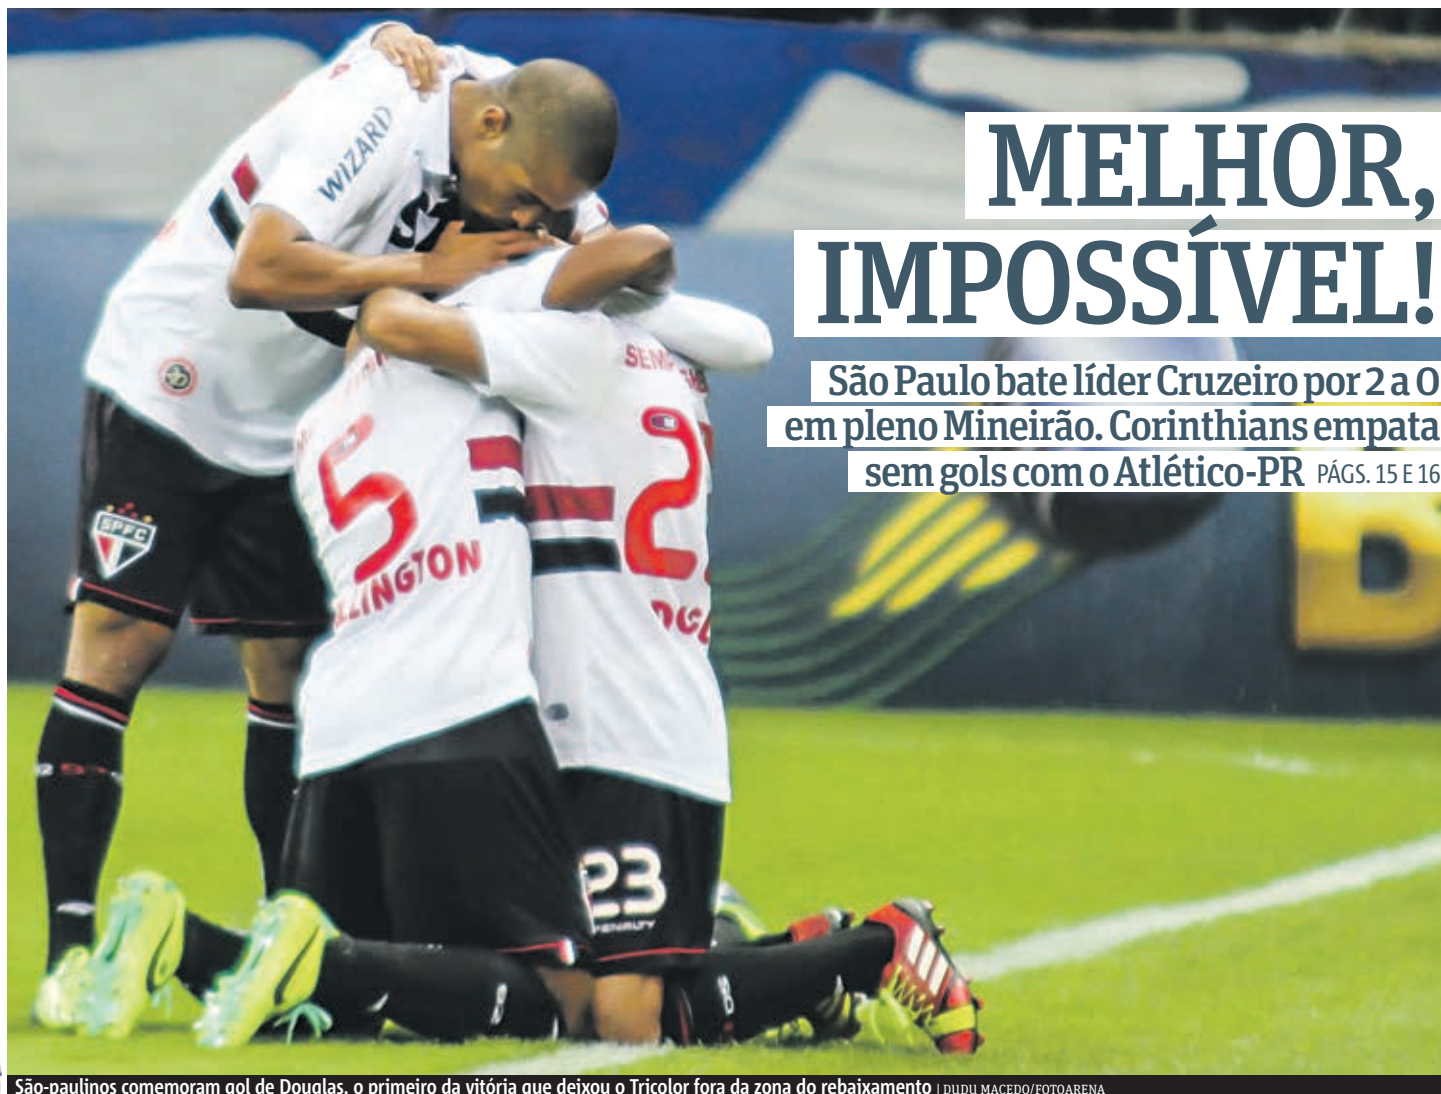 MELHOR,
IMPOSSÍVEL!
São Paulo bate líder Cruzeiro por 2 a 0
em pleno Mineirão. Corinthians empata
sem gols com o Atlético-PR PÁGS. 15 E 16
WIZARD
SPFC
5
LLINGTON
23
PENALTY
São-paulinos comemoram gol de Douglas, o primeiro da vitória que deixou o Tricolor fora da zona do rebaixamento | DUDU MACEDO/FOTOARENA